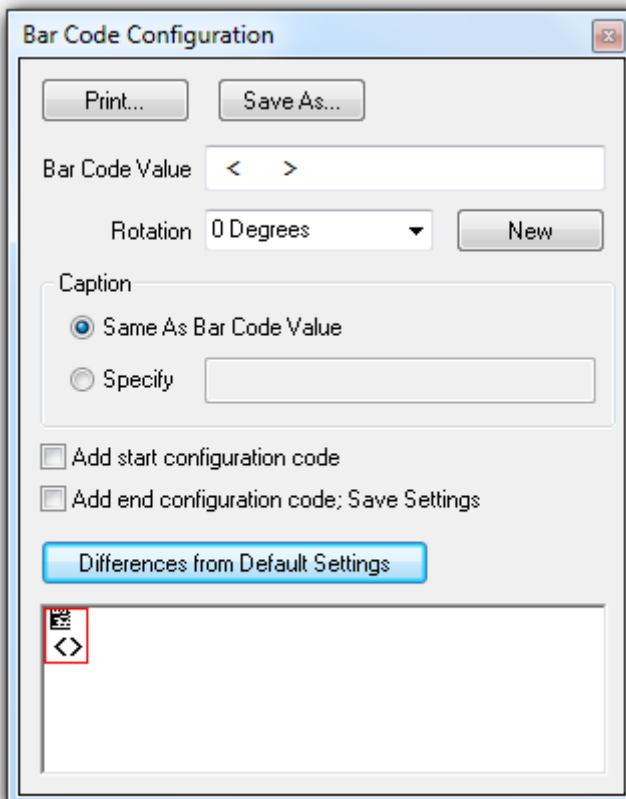 Bar Code Configuration
Print... Save As...
Bar Code Value < >
Rotation 0 Degrees New
Caption
Same As Bar Code Value
Specify
Add start configuration code
Add end configuration code; Save Settings
Differences from Default Settings
<>